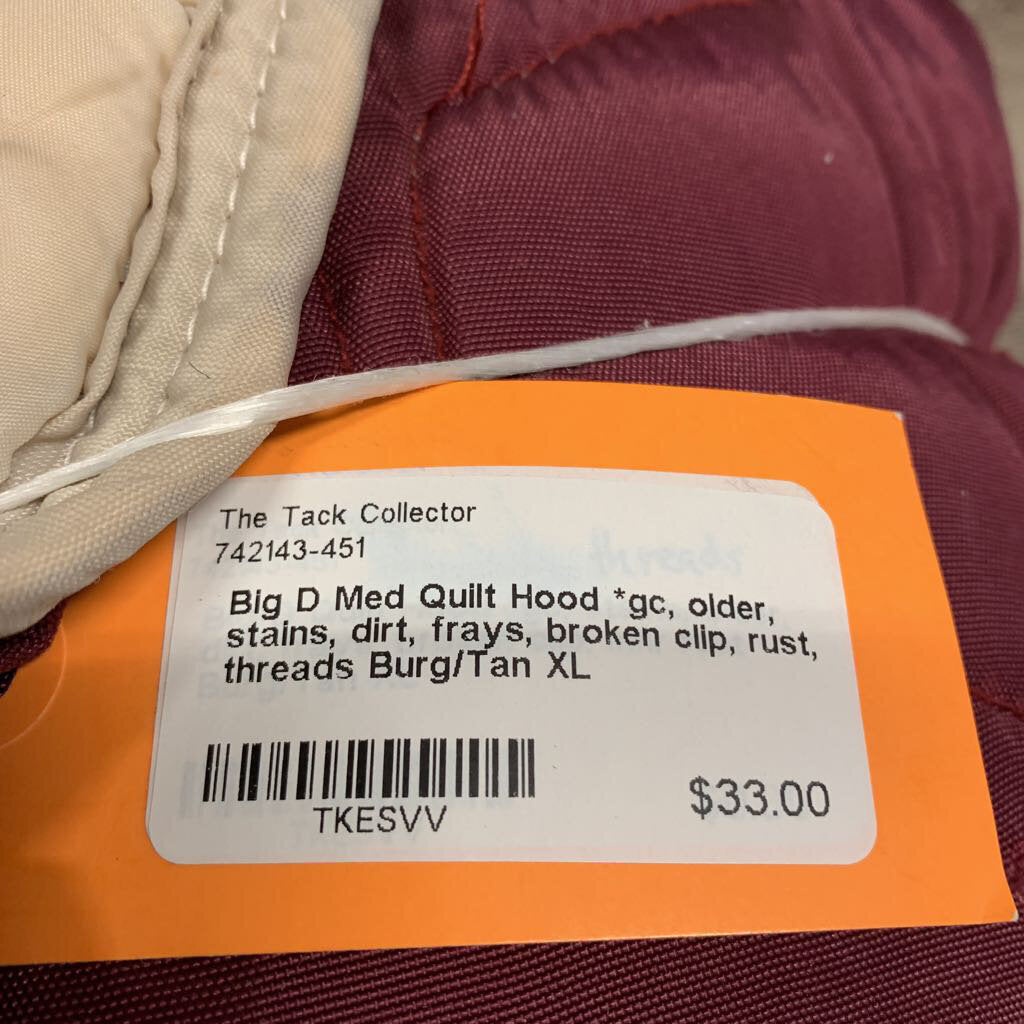 The Tack Collector
742143-451
Big D Med Quilt Hood *gc, older,
stains, dirt, frays, broken clip, rust,
threads Burg/Tan XL
TKESVV
$33.00
threads